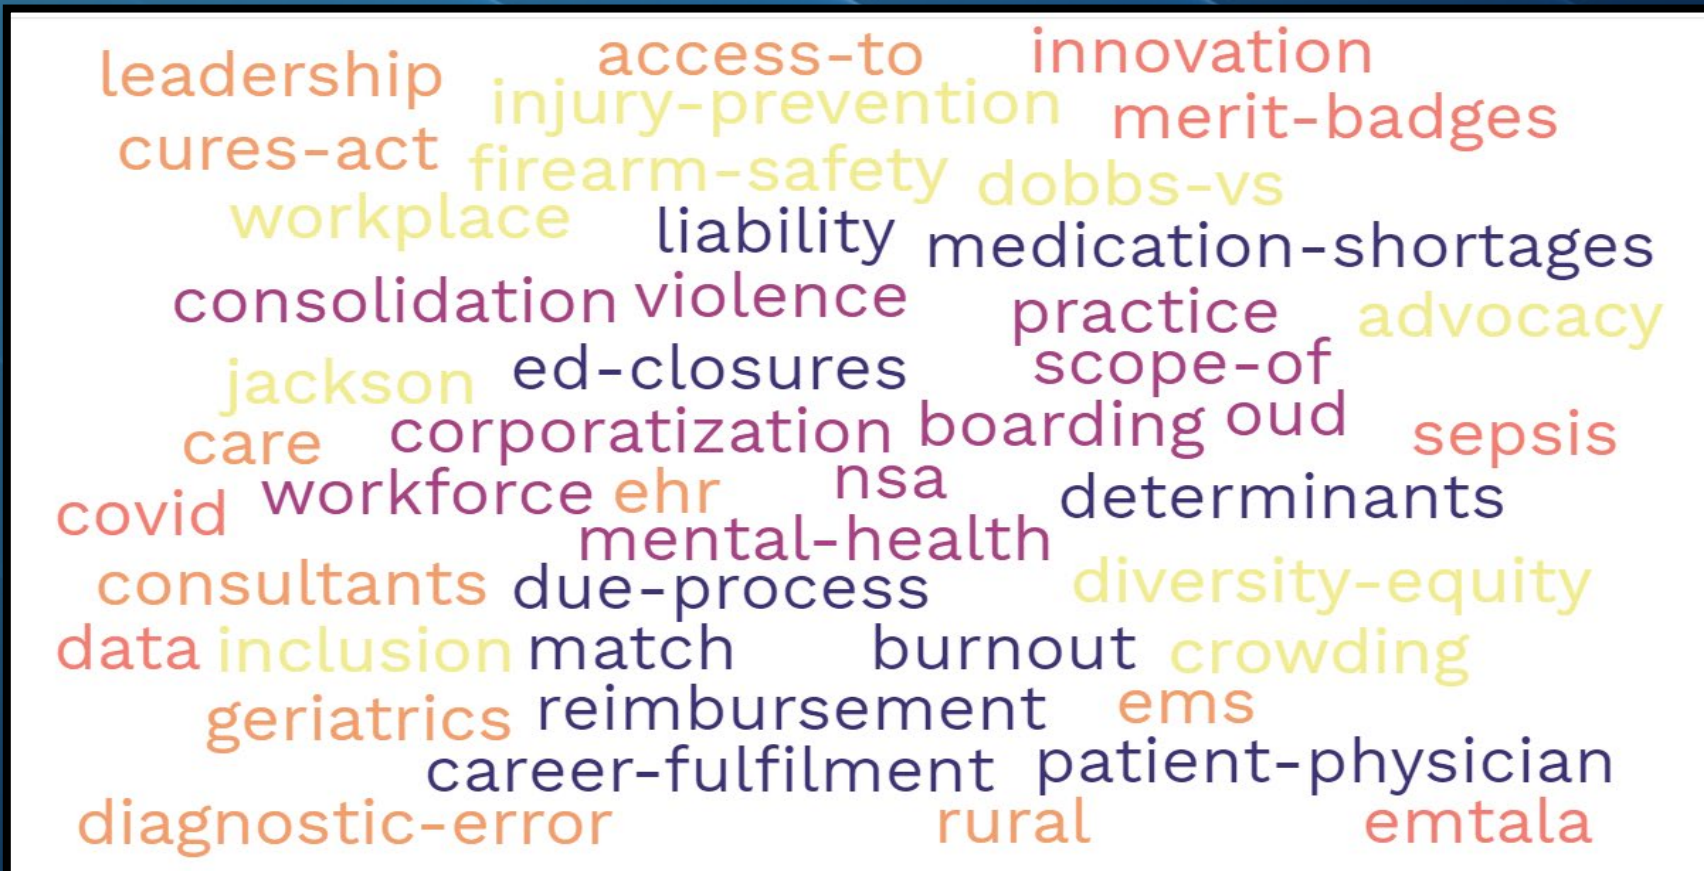 leadership access-to innovation
injury-prevention merit-badges
cures-act firearm-safety dobbs-vs
workplace liability medication-shortages
consolidation violence practice advocacy
jackson ed-closures scope-of
care corporatization boarding oud sepsis
covid workforce ehr nsa determinants
mental-health
consultants due-process diversity-equity
data inclusion match burnout crowding
geriatrics reimbursement ems
career-fulfilment patient-physician
diagnostic-error rural emtala